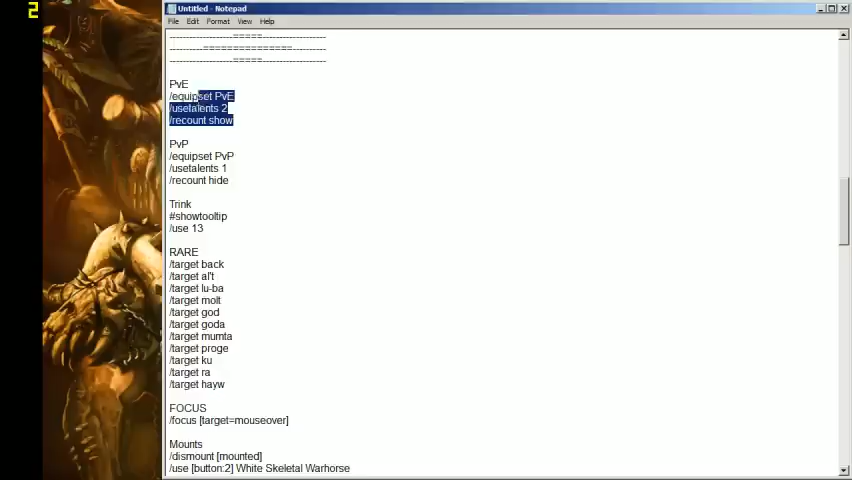 2
Untitled - Notepad
File Edit Format View Help
-------------------=====-------------------
----------================----------
-------------------=====-------------------
PvE
/equipset PvE
/usetalents 2
/recount show
PvP
/equipset PvP
/usetalents 1
/recount hide
Trink
#showtooltip
/use 13
RARE
/target back
/target al't
/target lu-ba
/target molt
/target god
/target goda
/target mumta
/target proge
/target ku
/target ra
/target hayw
FOCUS
/focus [target=mouseover]
Mounts
/dismount [mounted]
/use [button:2] White Skeletal Warhorse